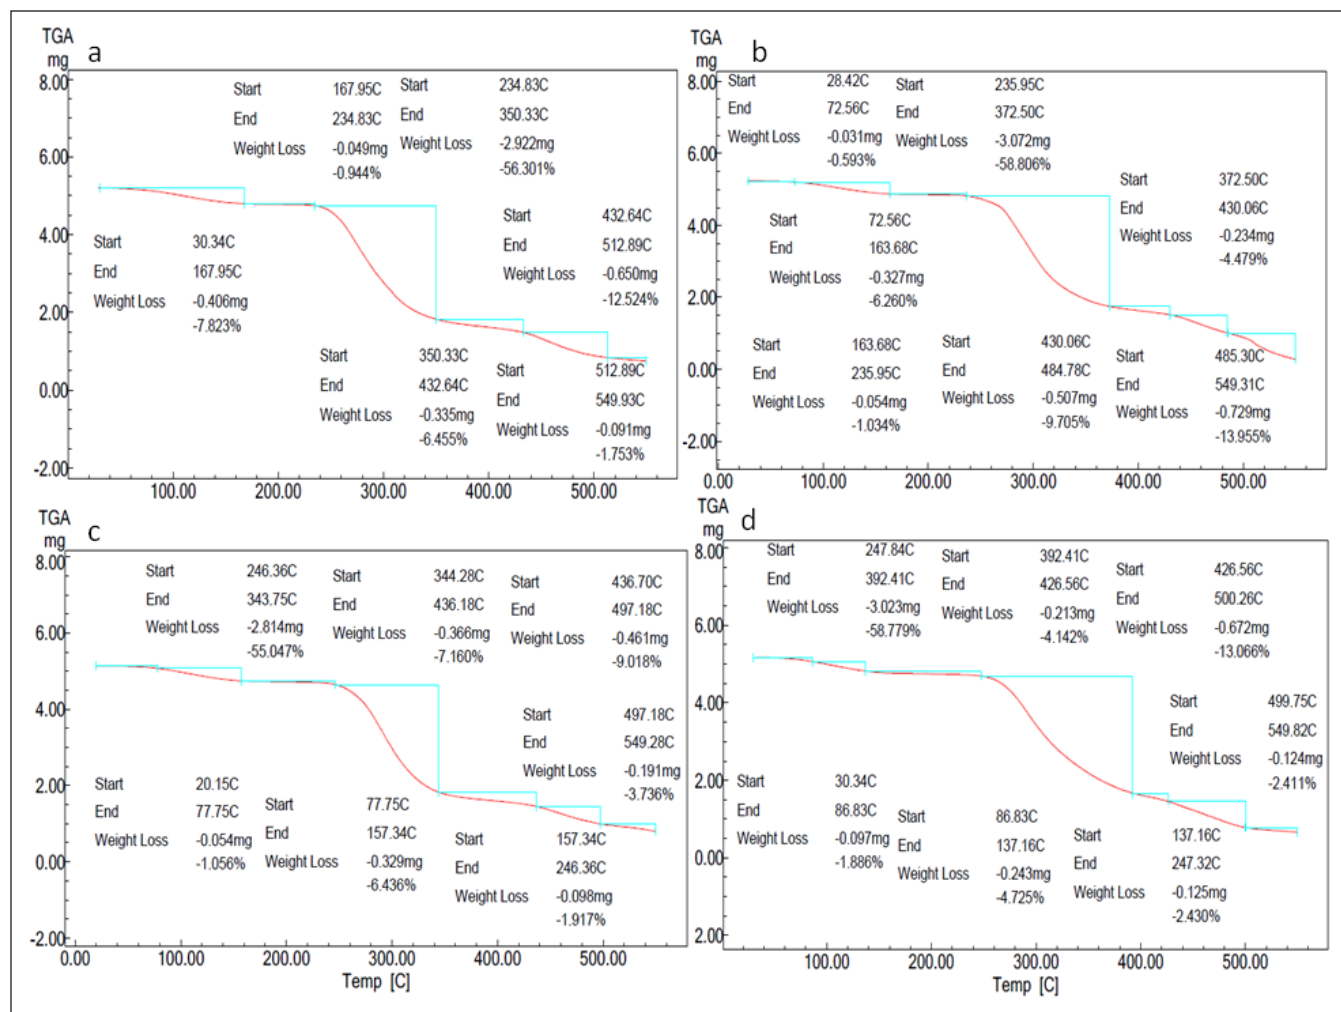 TGA
mg
a
8.00
6.00
4.00
2.00
0.00
-2.00
Start 167.95C
End 234.83C
Weight Loss -0.049mg
-0.944%
Start 234.83C
End 350.33C
Weight Loss -2.922mg
-56.301%
Start 30.34C
End 167.95C
Weight Loss -0.406mg
-7.823%
Start 432.64C
End 512.89C
Weight Loss -0.650mg
-12.524%
Start 350.33C
End 432.64C
Weight Loss -0.335mg
-6.455%
Start 512.89C
End 549.93C
Weight Loss -0.091mg
-1.753%
100.00 200.00 300.00 400.00 500.00
TGA
mg
b
8.00
6.00
4.00
2.00
0.00
-2.00
Start 28.42C
End 72.56C
Weight Loss -0.031mg
-0.593%
Start 235.95C
End 372.50C
Weight Loss -3.072mg
-58.806%
Start 372.50C
End 430.06C
Weight Loss -0.234mg
-4.479%
Start 72.56C
End 163.68C
Weight Loss -0.327mg
-6.260%
Start 163.68C
End 235.95C
Weight Loss -0.054mg
-1.034%
Start 430.06C
End 484.78C
Weight Loss -0.507mg
-9.705%
Start 485.30C
End 549.31C
Weight Loss -0.729mg
-13.955%
0.00 100.00 200.00 300.00 400.00 500.00
TGA
mg
c
8.00
6.00
4.00
2.00
0.00
-2.00
Start 246.36C
End 343.75C
Weight Loss -2.814mg
-55.047%
Start 344.28C
End 436.18C
Weight Loss -0.366mg
-7.160%
Start 436.70C
End 497.18C
Weight Loss -0.461mg
-9.018%
Start 497.18C
End 549.28C
Weight Loss -0.191mg
-3.736%
Start 20.15C
End 77.75C
Weight Loss -0.054mg
-1.056%
Start 77.75C
End 157.34C
Weight Loss -0.329mg
-6.436%
Start 157.34C
End 246.36C
Weight Loss -0.098mg
-1.917%
0.00 100.00 200.00 300.00 400.00 500.00
Temp [C]
TGA
mg
d
8.00
6.00
4.00
2.00
0.00
2.00
Start 247.84C
End 392.41C
Weight Loss -3.023mg
-58.779%
Start 392.41C
End 426.56C
Weight Loss -0.213mg
-4.142%
Start 426.56C
End 500.26C
Weight Loss -0.672mg
-13.066%
Start 499.75C
End 549.82C
Weight Loss -0.124mg
-2.411%
Start 30.34C
End 86.83C
Weight Loss -0.097mg
-1.886%
Start 86.83C
End 137.16C
Weight Loss -0.243mg
-4.725%
Start 137.16C
End 247.32C
Weight Loss -0.125mg
-2.430%
100.00 200.00 300.00 400.00 500.00
Temp [C]